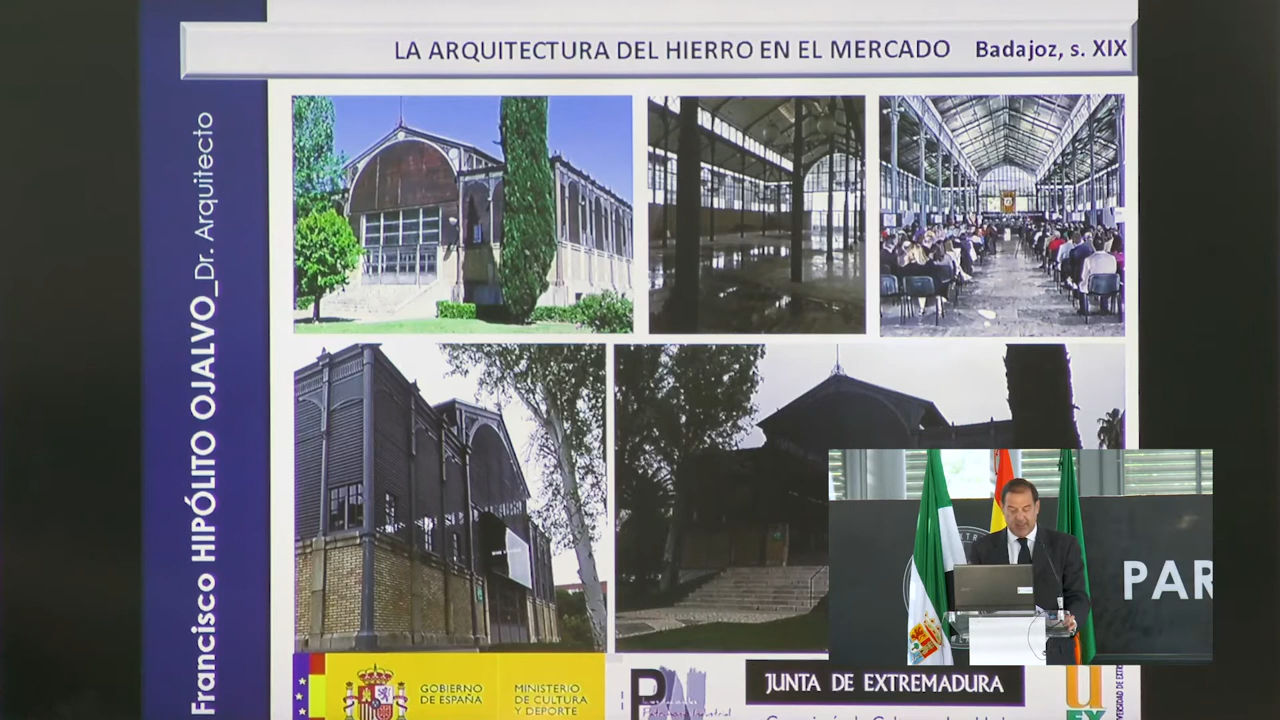 LA ARQUITECTURA DEL HIERRO EN EL MERCADO Badajoz, s. XIX
Francisco HIPÓLITO OJALVO_Dr. Arquitecto
PAR
GOBIERNO
DE ESPAÑA
MINISTERIO
DE CULTURA
Y DEPORTE
JUNTA DE EXTREMADURA